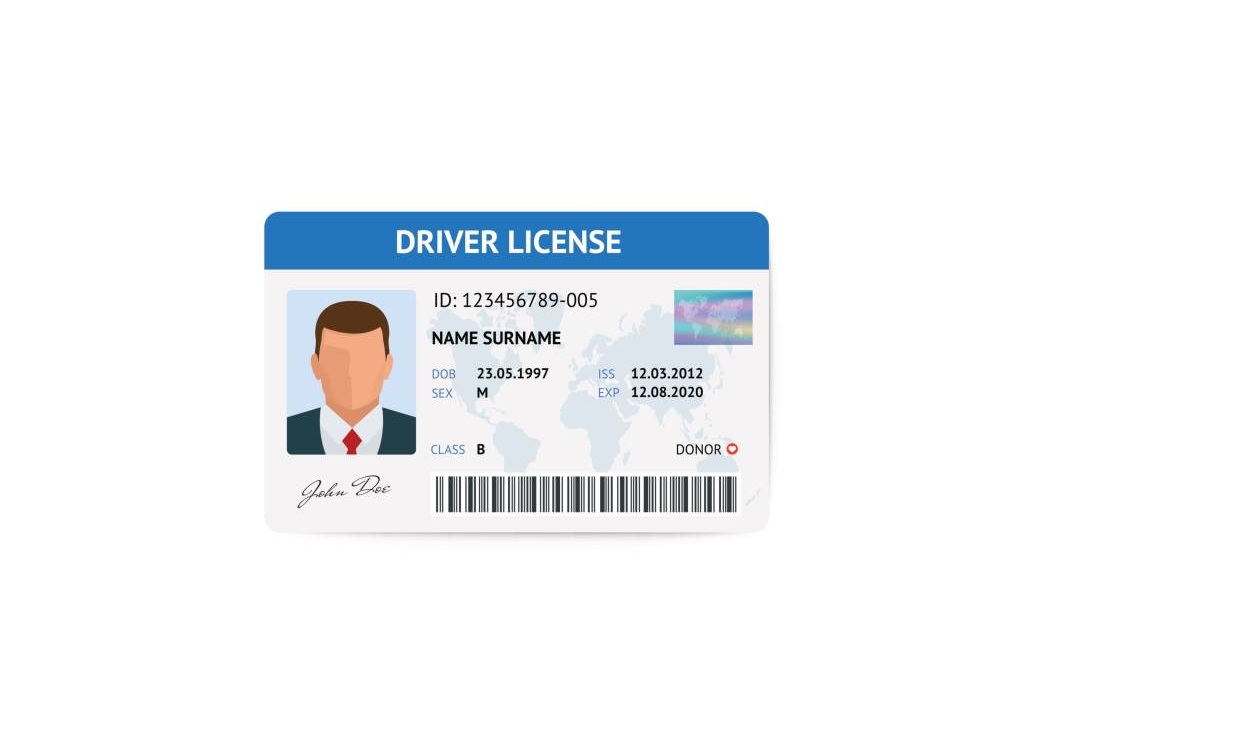 DRIVER LICENSE
ID: 123456789-005
NAME SURNAME
DOB 23.05.1997 ISS 12.03.2012
SEX M EXP 12.08.2020
CLASS B DONOR
John Doe